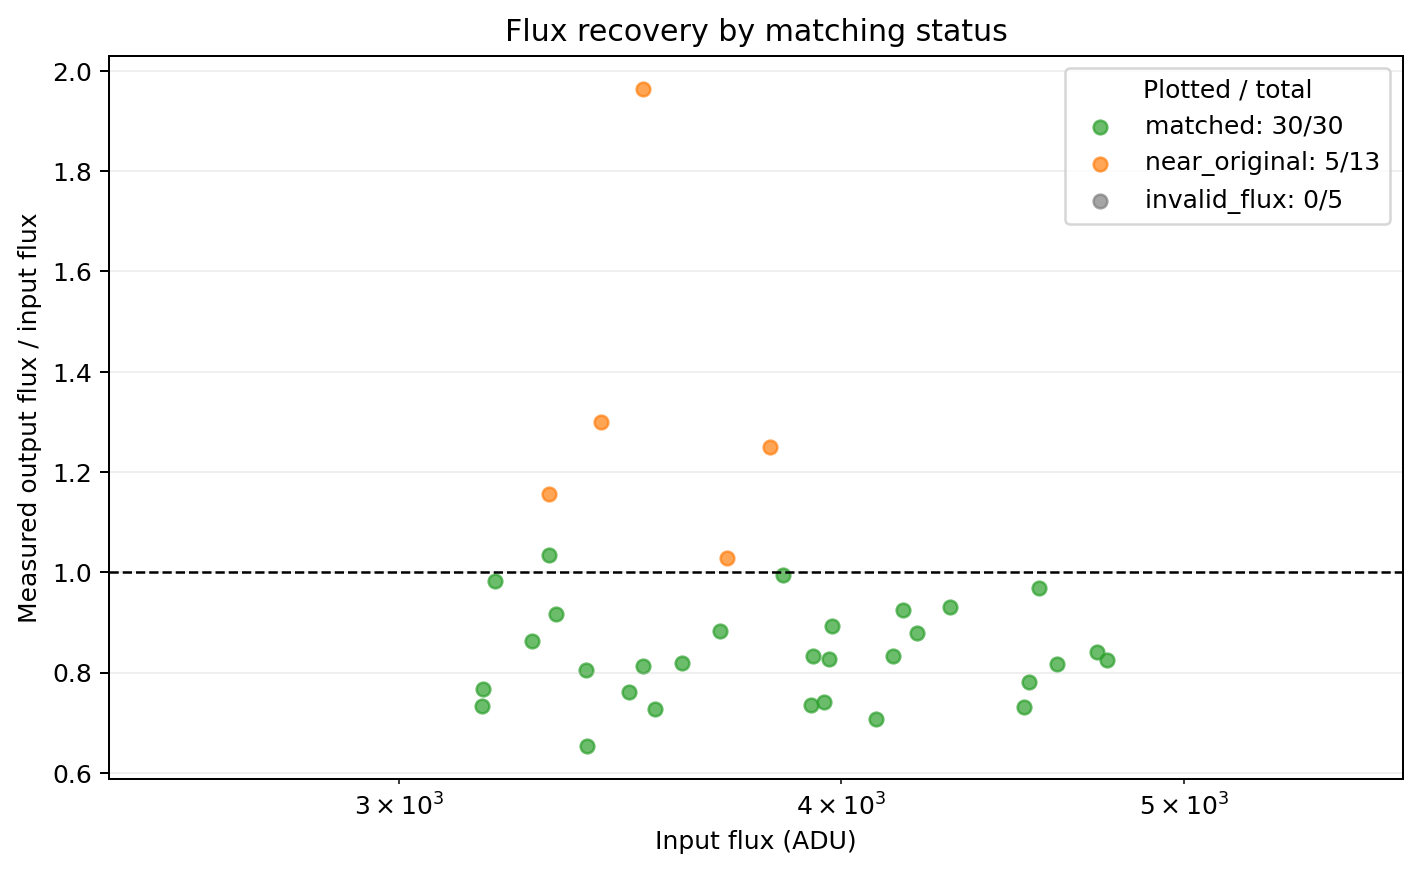 Flux recovery by matching status
Plotted / total
matched: 30/30
near_original: 5/13
invalid_flux: 0/5
Measured output flux / input flux
2.0
1.8
1.6
1.4
1.2
1.0
0.8
0.6
3 × 10³
4 × 10³
5 × 10³
Input flux (ADU)